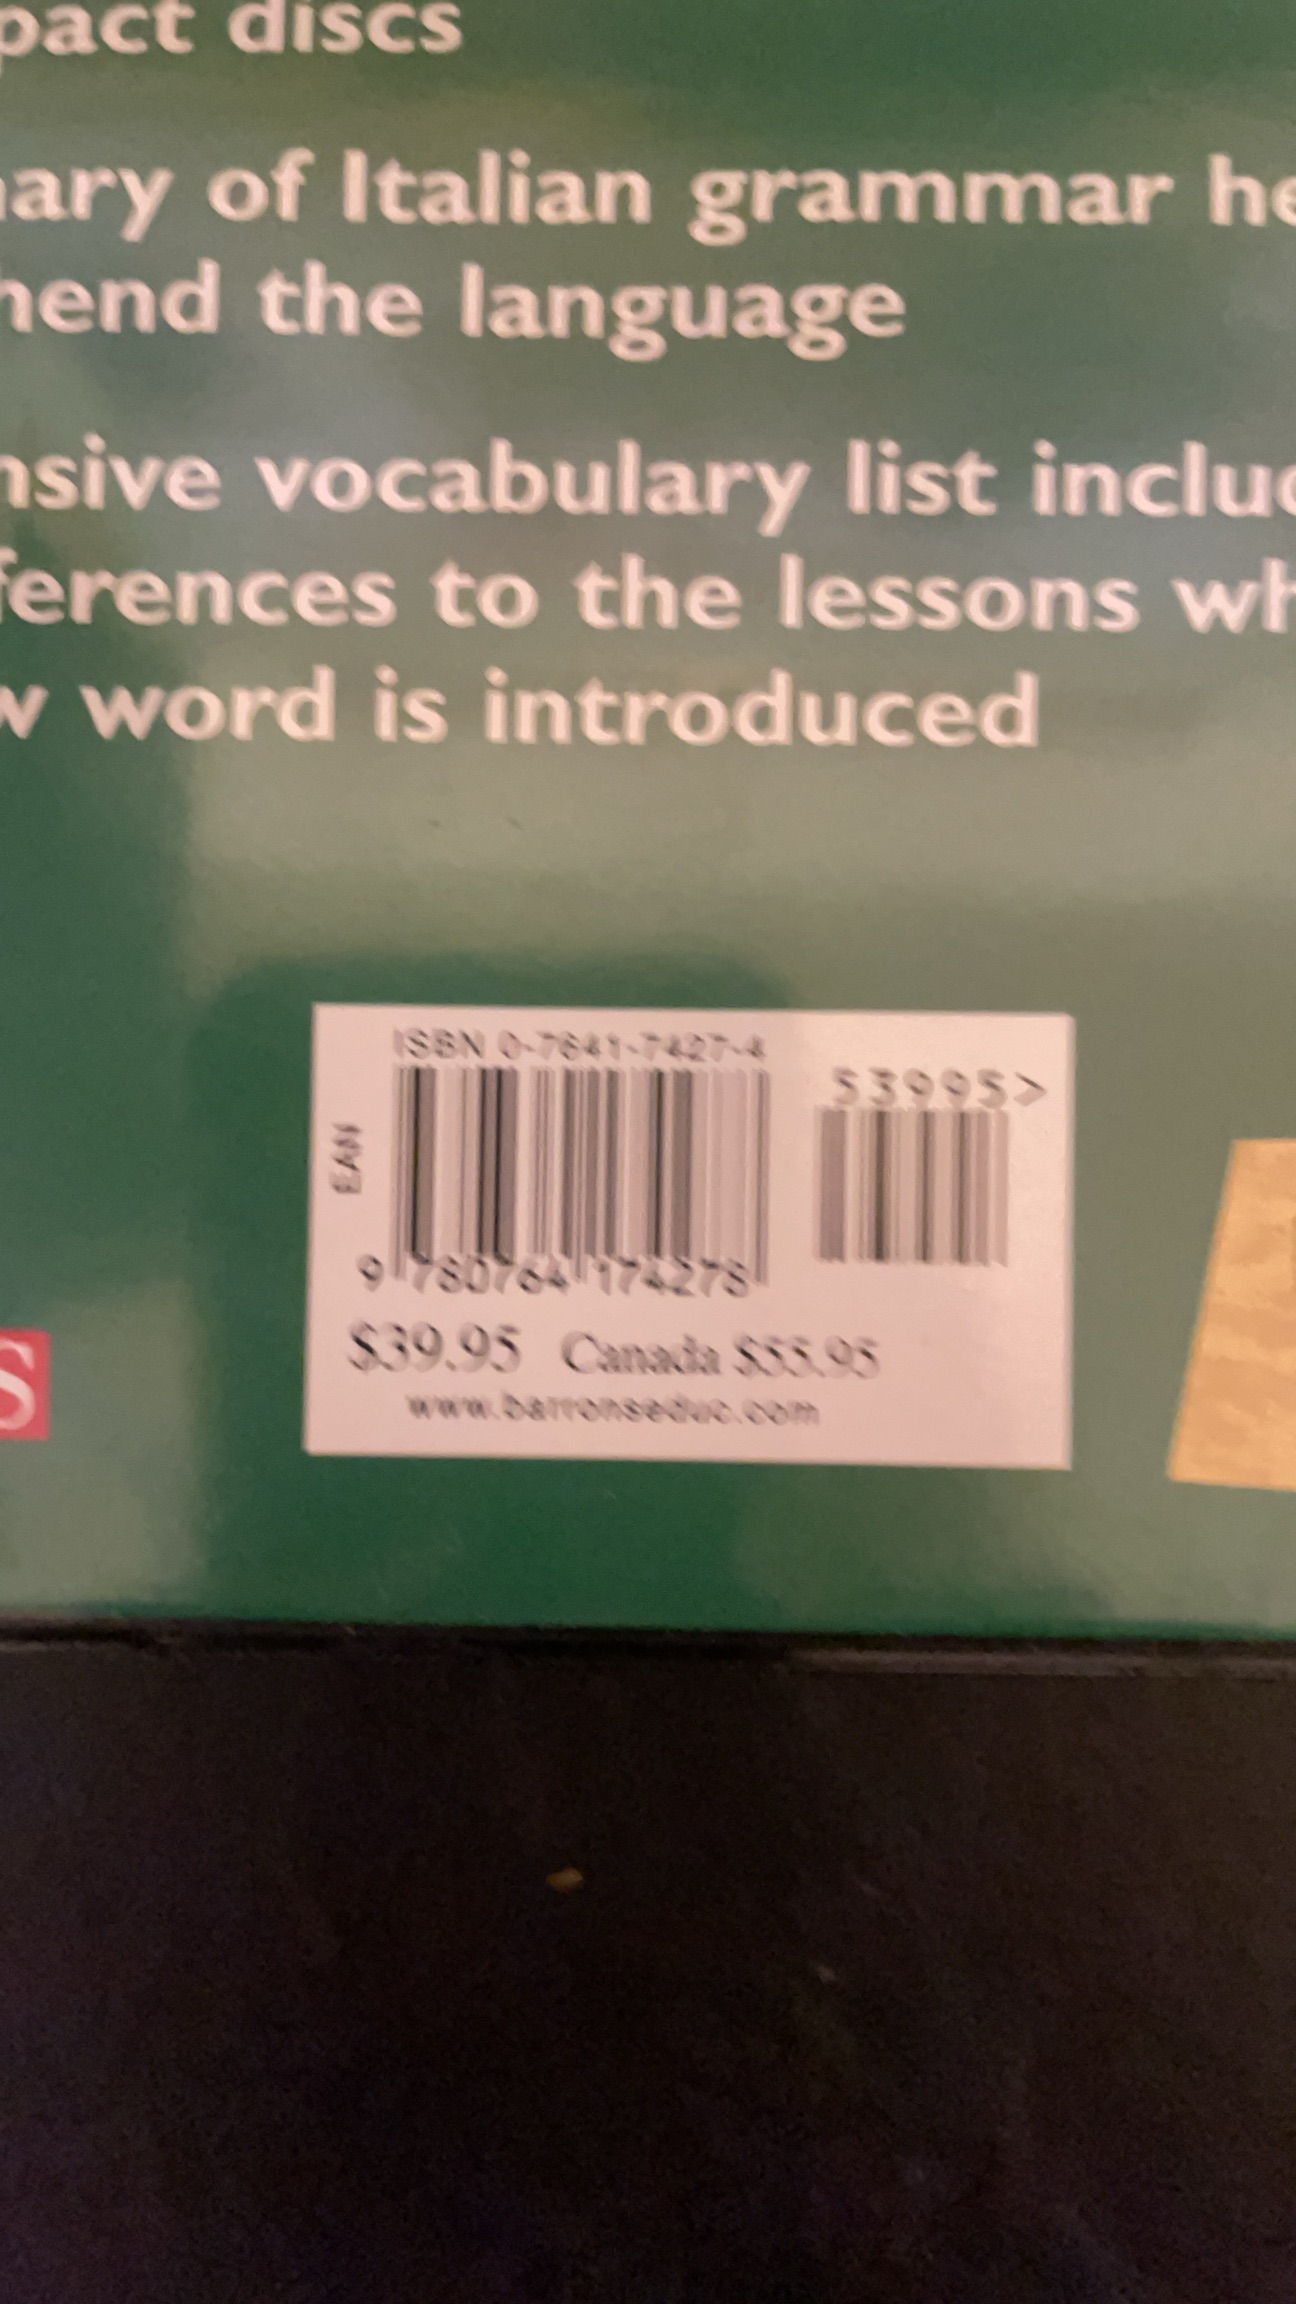 pact discs
ary of Italian grammar he
hend the language
nsive vocabulary list includ
ferences to the lessons wh
w word is introduced
ISBN 0-7641-7427-4
53995>
EAN
9 780764 174278
$39.95 Canada $55.95
www.barronseduc.com
S